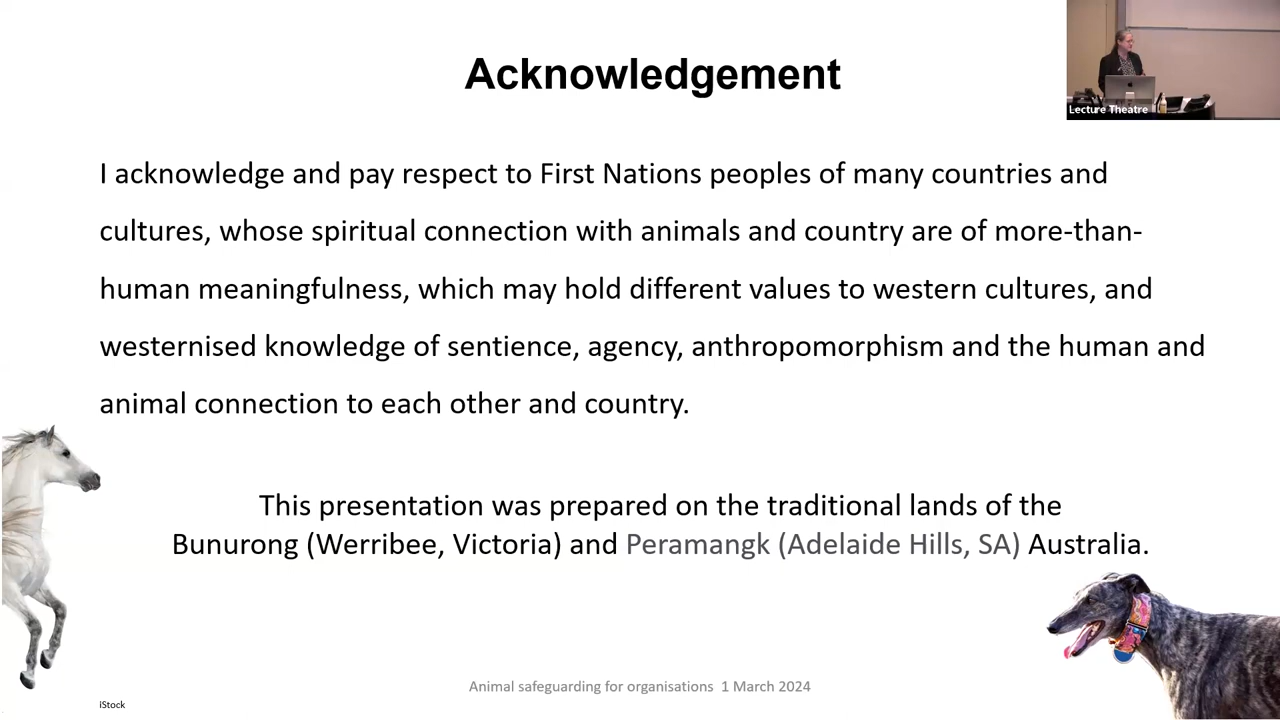 Acknowledgement
Lecture Theatre
I acknowledge and pay respect to First Nations peoples of many countries and
cultures, whose spiritual connection with animals and country are of more-than-
human meaningfulness, which may hold different values to western cultures, and
westernised knowledge of sentience, agency, anthropomorphism and the human and
animal connection to each other and country.
This presentation was prepared on the traditional lands of the
Bunurong (Werribee, Victoria) and Peramangk (Adelaide Hills, SA) Australia.
Animal safeguarding for organisations 1 March 2024
iStock